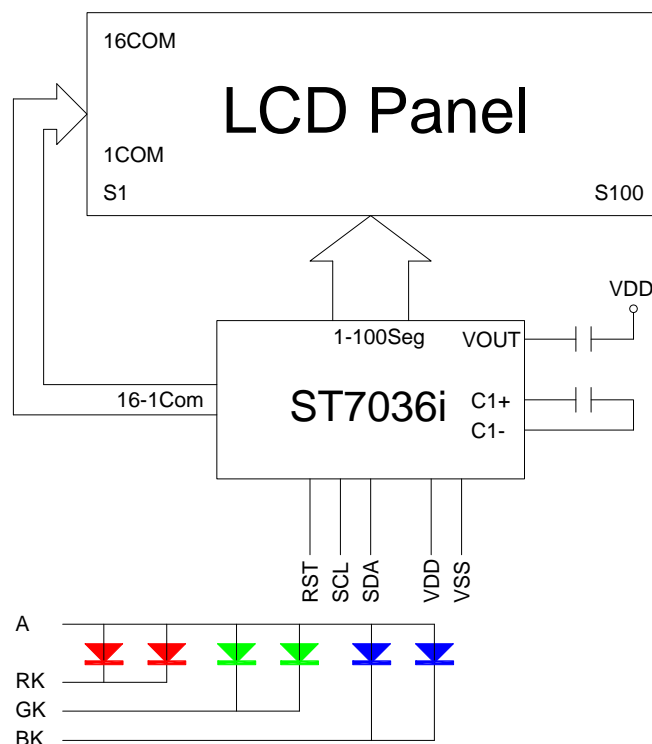 16COM
LCD Panel
1COM
S1
S100
VDD
1-100Seg
VOUT
16-1Com
ST7036i
C1+
C1-
RST
SCL
SDA
VDD
VSS
A
RK
GK
BK